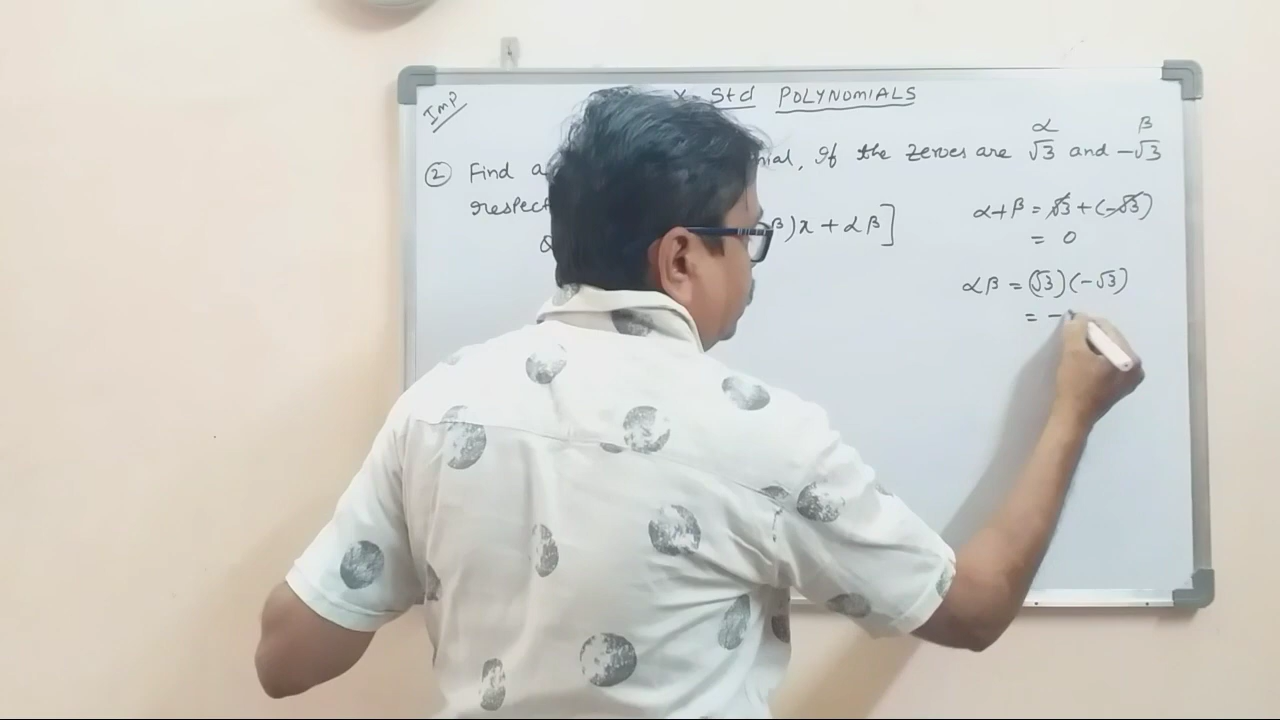 IMP
X Std POLYNOMIALS
α β
② Find a nial, If the zeroes are √3 and -√3
respect
β)x + αβ]
α+β = √3+(-√3)
= 0
αβ = (√3)(-√3)
= -